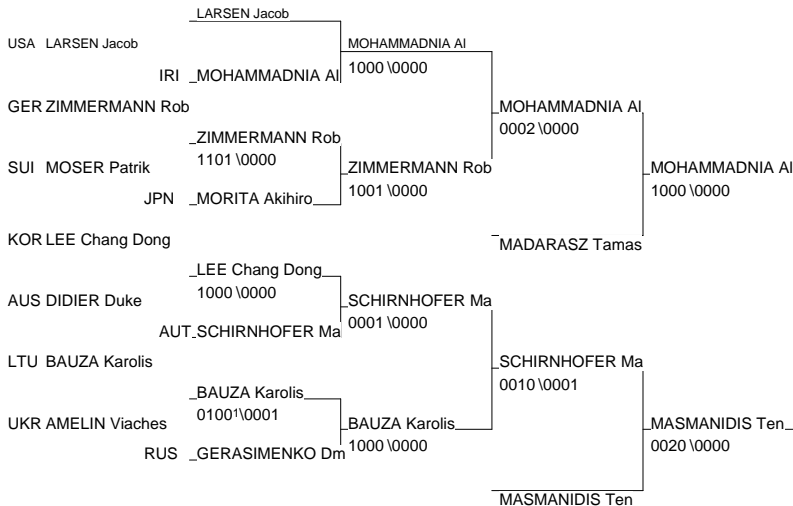 LARSEN Jacob
USA LARSEN Jacob
MOHAMMADNIA Al
1000 \0000
IRI MOHAMMADNIA Al
GER ZIMMERMANN Rob
MOHAMMADNIA Al
0002 \0000
ZIMMERMANN Rob
1101 \0000
SUI MOSER Patrik
ZIMMERMANN Rob
1001 \0000
MOHAMMADNIA Al
1000 \0000
JPN MORITA Akihiro
KOR LEE Chang Dong
MADARASZ Tamas
LEE Chang Dong
1000 \0000
AUS DIDIER Duke
SCHIRNHOFER Ma
0001 \0000
AUT SCHIRNHOFER Ma
LTU BAUZA Karolis
SCHIRNHOFER Ma
0010 \0001
BAUZA Karolis
0100¹\0001
UKR AMELIN Viaches
BAUZA Karolis
1000 \0000
MASMANIDIS Ten
0020 \0000
RUS GERASIMENKO Dm
MASMANIDIS Ten